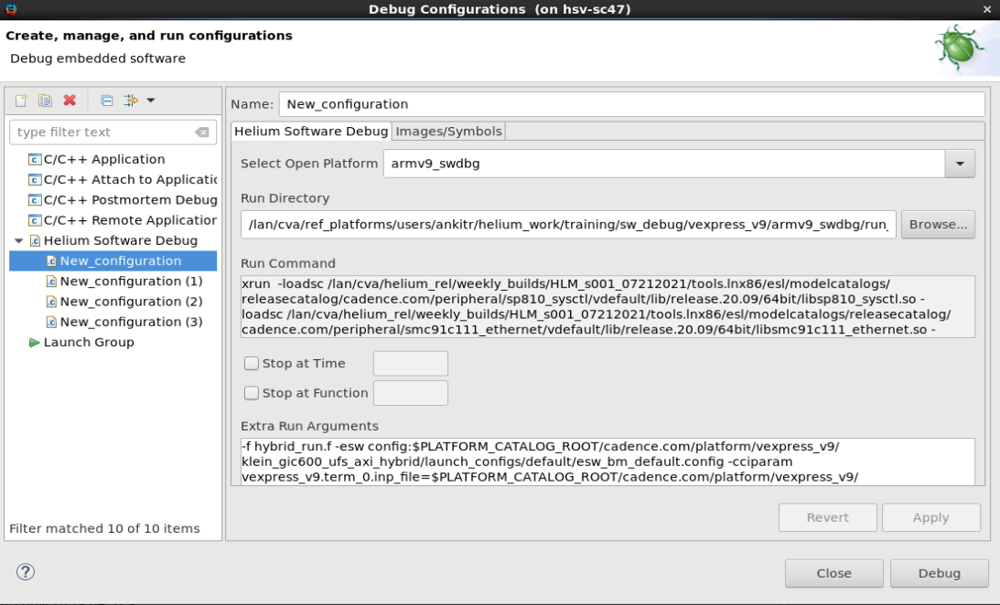 Debug Configurations (on hsv-sc47)
Create, manage, and run configurations
Debug embedded software
type filter text
C/C++ Application
C/C++ Attach to Applicatic
C/C++ Postmortem Debug
C/C++ Remote Applicatior
Helium Software Debug
New_configuration
New_configuration (1)
New_configuration (2)
New_configuration (3)
Launch Group
Filter matched 10 of 10 items
Name: New_configuration
Helium Software Debug Images/Symbols
Select Open Platform armv9_swdbg
Run Directory
/lan/cva/ref_platforms/users/ankitr/helium_work/training/sw_debug/vexpress_v9/armv9_swdbg/run_ Browse...
Run Command
xrun -loadsc /lan/cva/helium_rel/weekly_builds/HLM_s001_07212021/tools.lnx86/esl/modelcatalogs/
releasecatalog/cadence.com/peripheral/sp810_sysctl/vdefault/lib/release.20.09/64bit/libsp810_sysctl.so -
loadsc /lan/cva/helium_rel/weekly_builds/HLM_s001_07212021/tools.lnx86/esl/modelcatalogs/releasecatalog/
cadence.com/peripheral/smc91c111_ethernet/vdefault/lib/release.20.09/64bit/libsmc91c111_ethernet.so -
Stop at Time
Stop at Function
Extra Run Arguments
-f hybrid_run.f -esw config:$PLATFORM_CATALOG_ROOT/cadence.com/platform/vexpress_v9/
klein_gic600_ufs_axi_hybrid/launch_configs/default/esw_bm_default.config -cciparam
vexpress_v9.term_0.inp_file=$PLATFORM_CATALOG_ROOT/cadence.com/platform/vexpress_v9/
Revert Apply
Close Debug